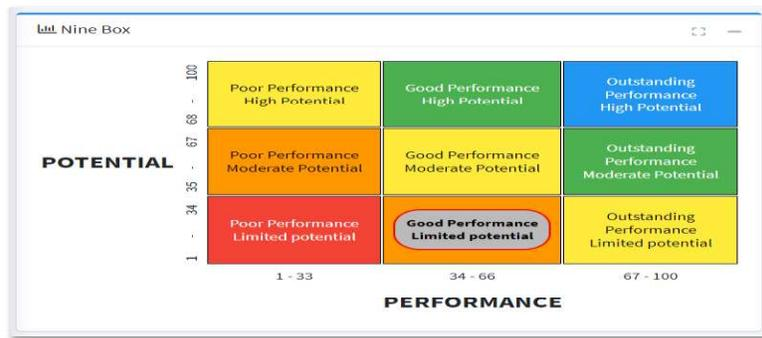 Nine Box
100
-
68
Poor Performance
High Potential
Good Performance
High Potential
Outstanding
Performance
High Potential
POTENTIAL
67
-
35
Poor Performance
Moderate Potential
Good Performance
Moderate Potential
Outstanding
Performance
Moderate Potential
34
-
1
Poor Performance
Limited potential
Good Performance
Limited potential
Outstanding
Performance
Limited potential
1 - 33
34 - 66
67 - 100
PERFORMANCE